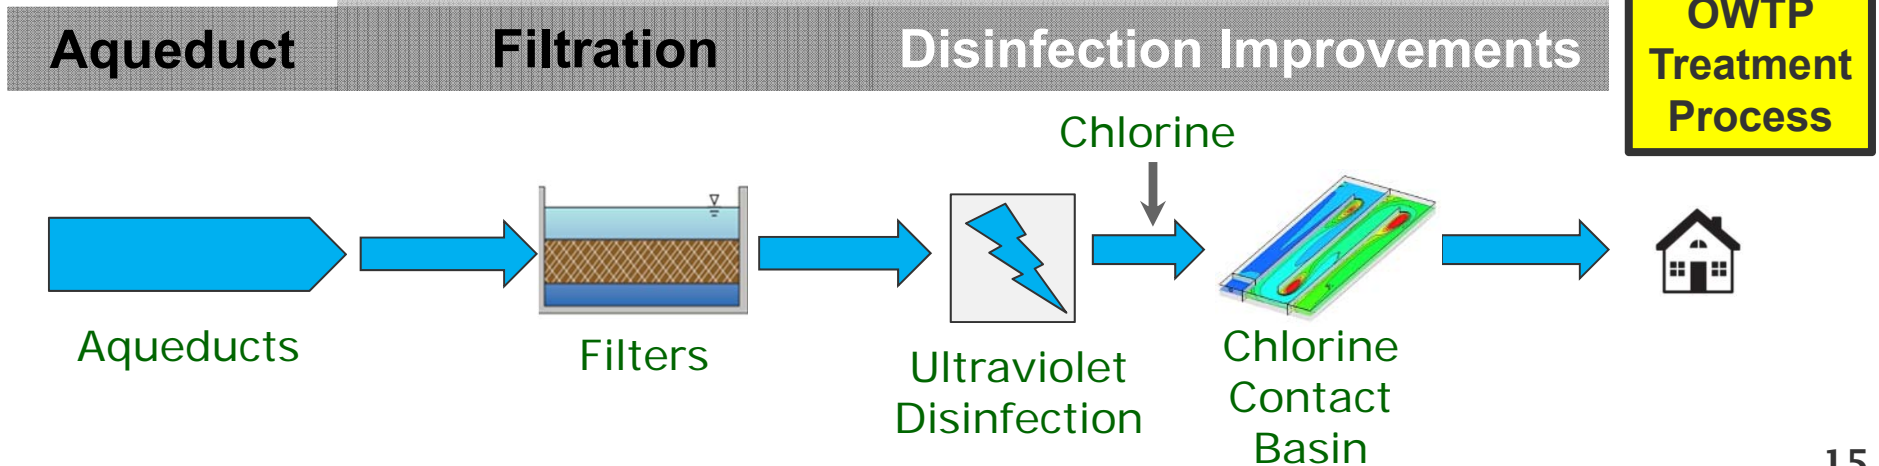 Aqueduct Filtration Disinfection Improvements
OWTP
Treatment
Process
Chlorine
Aqueducts
Filters
Ultraviolet
Disinfection
Chlorine
Contact
Basin
15